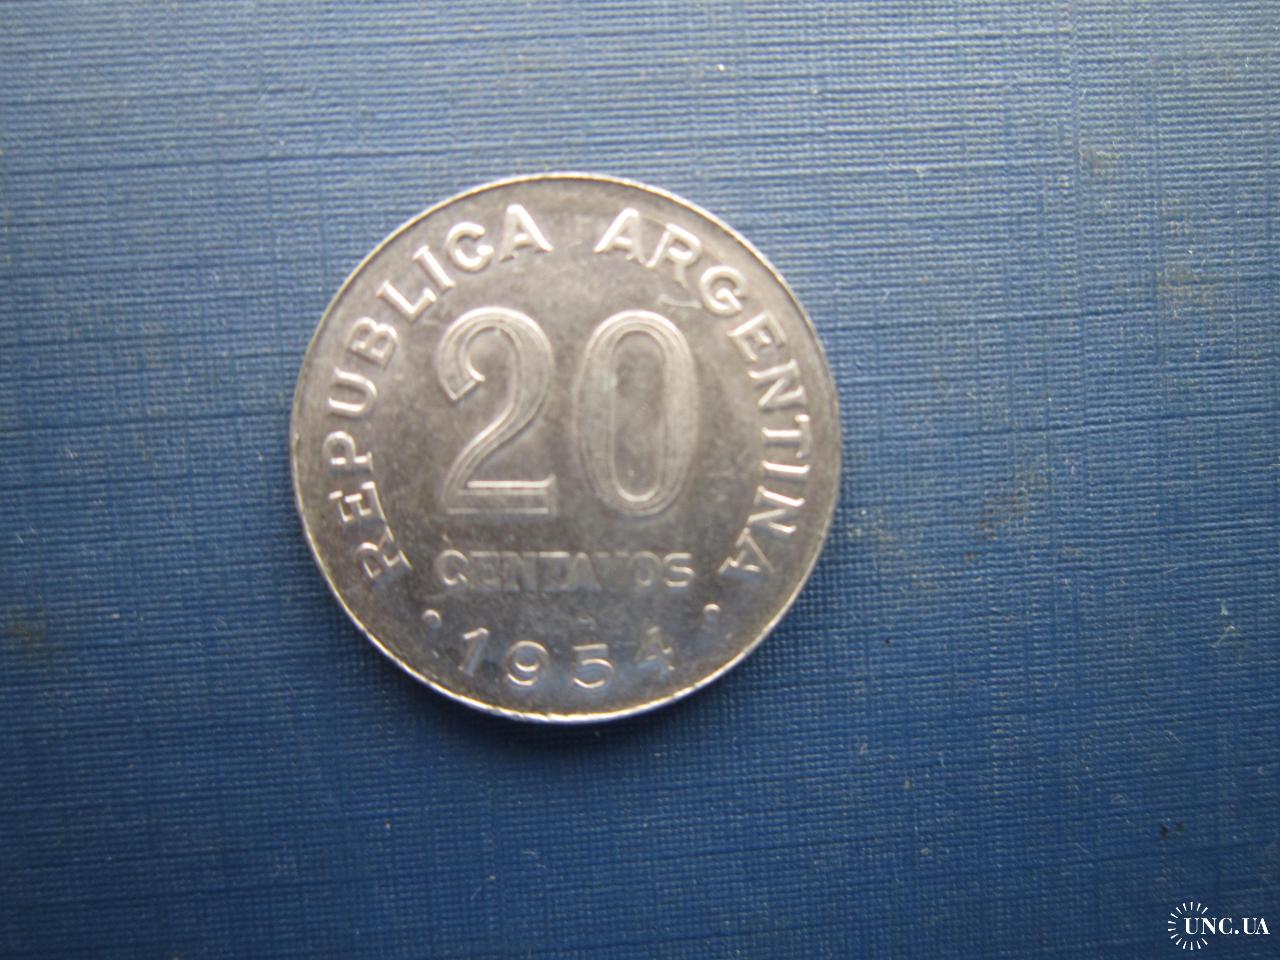 REPUBLICA ARGENTINA
20
CENTAVOS
1954
UNC.UA